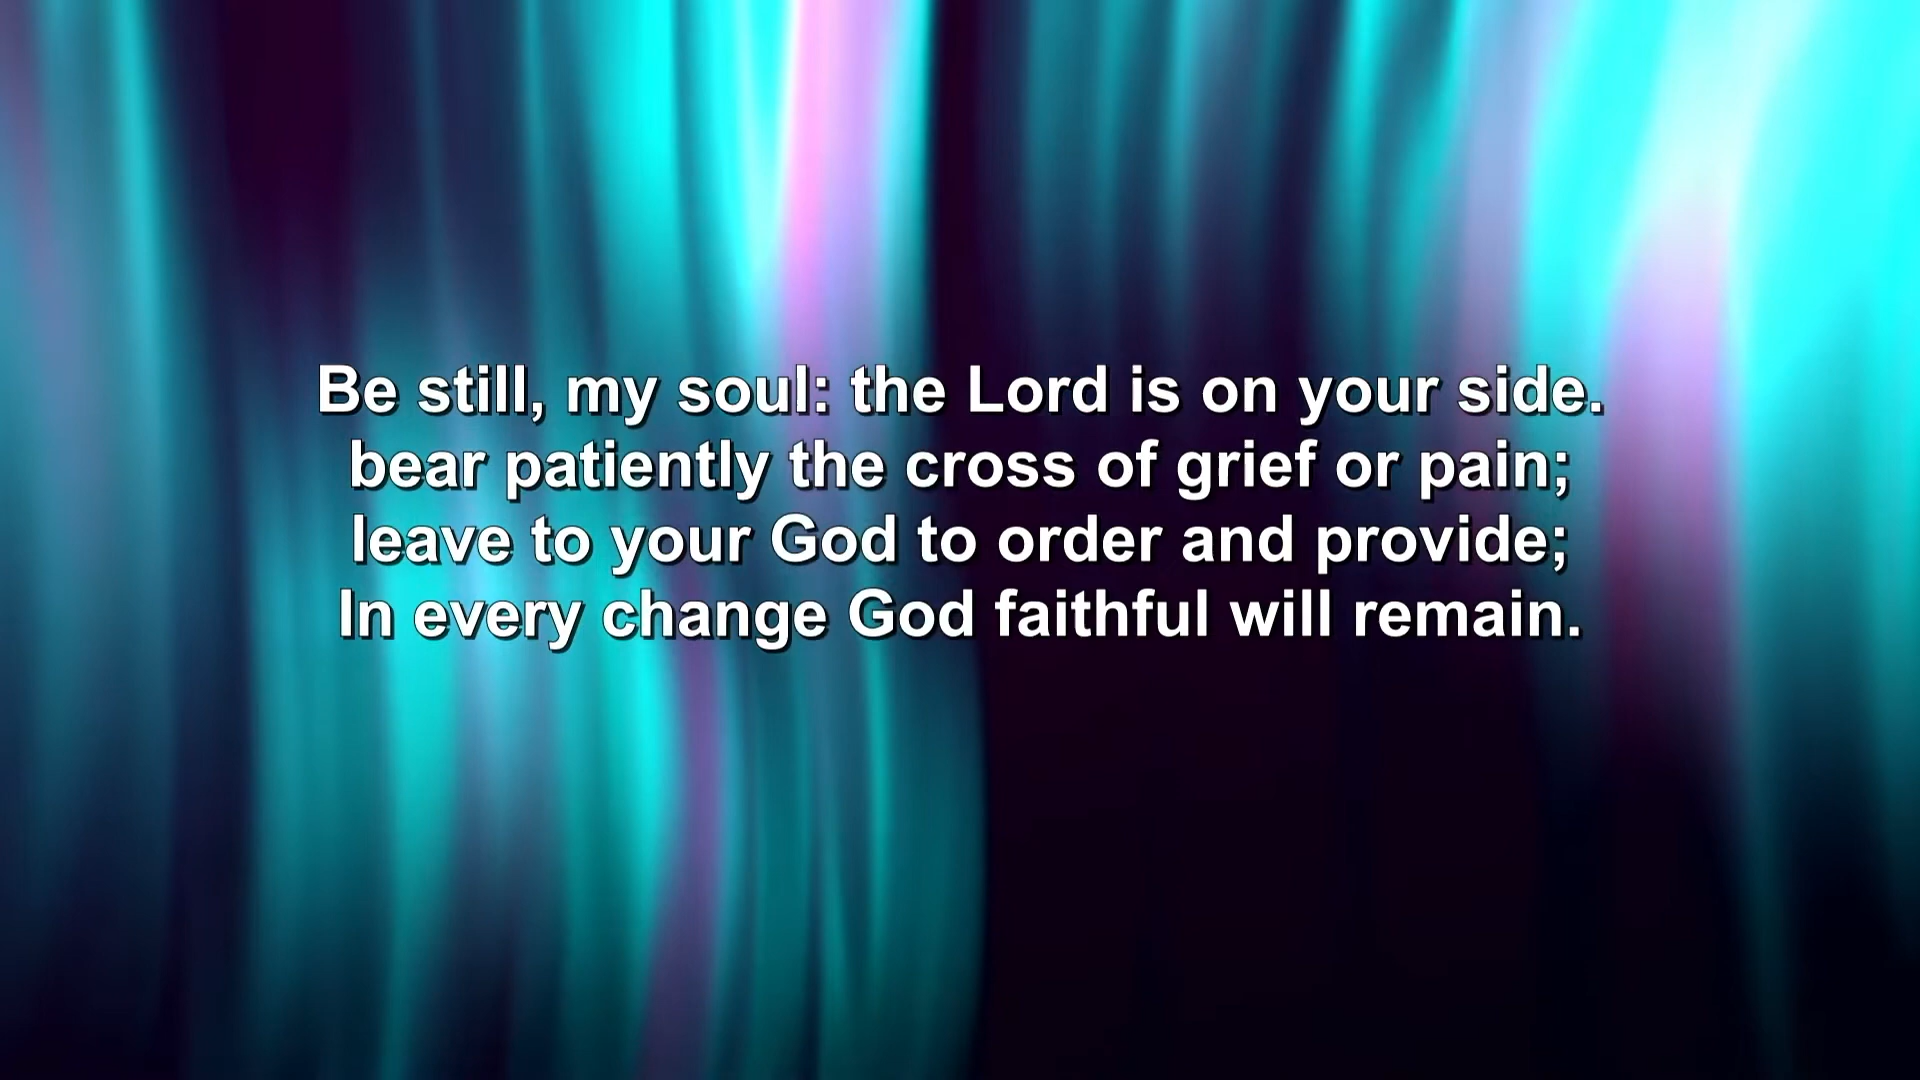 Be still, my soul: the Lord is on your side.
bear patiently the cross of grief or pain;
leave to your God to order and provide;
In every change God faithful will remain.